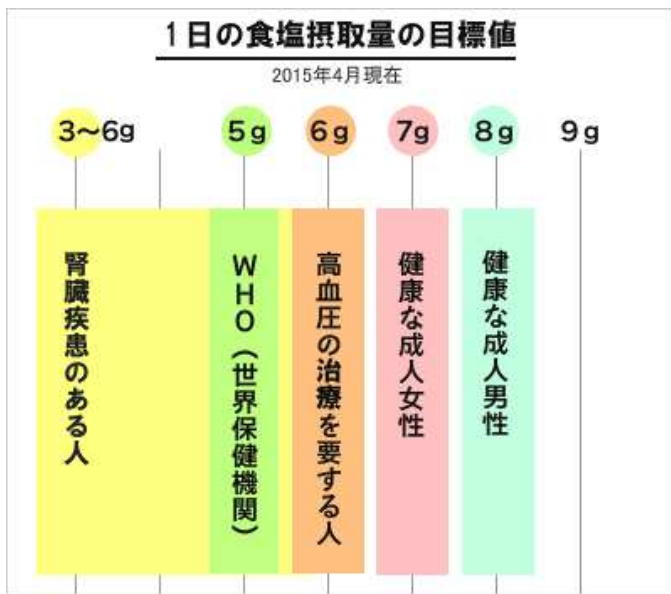 1日の食塩摂取量の目標値
2015年4月現在
3〜6g
5g
6g
7g
8g
9g
腎臓疾患のある人
WHO（世界保健機関）
高血圧の治療を要する人
健康な成人女性
健康な成人男性